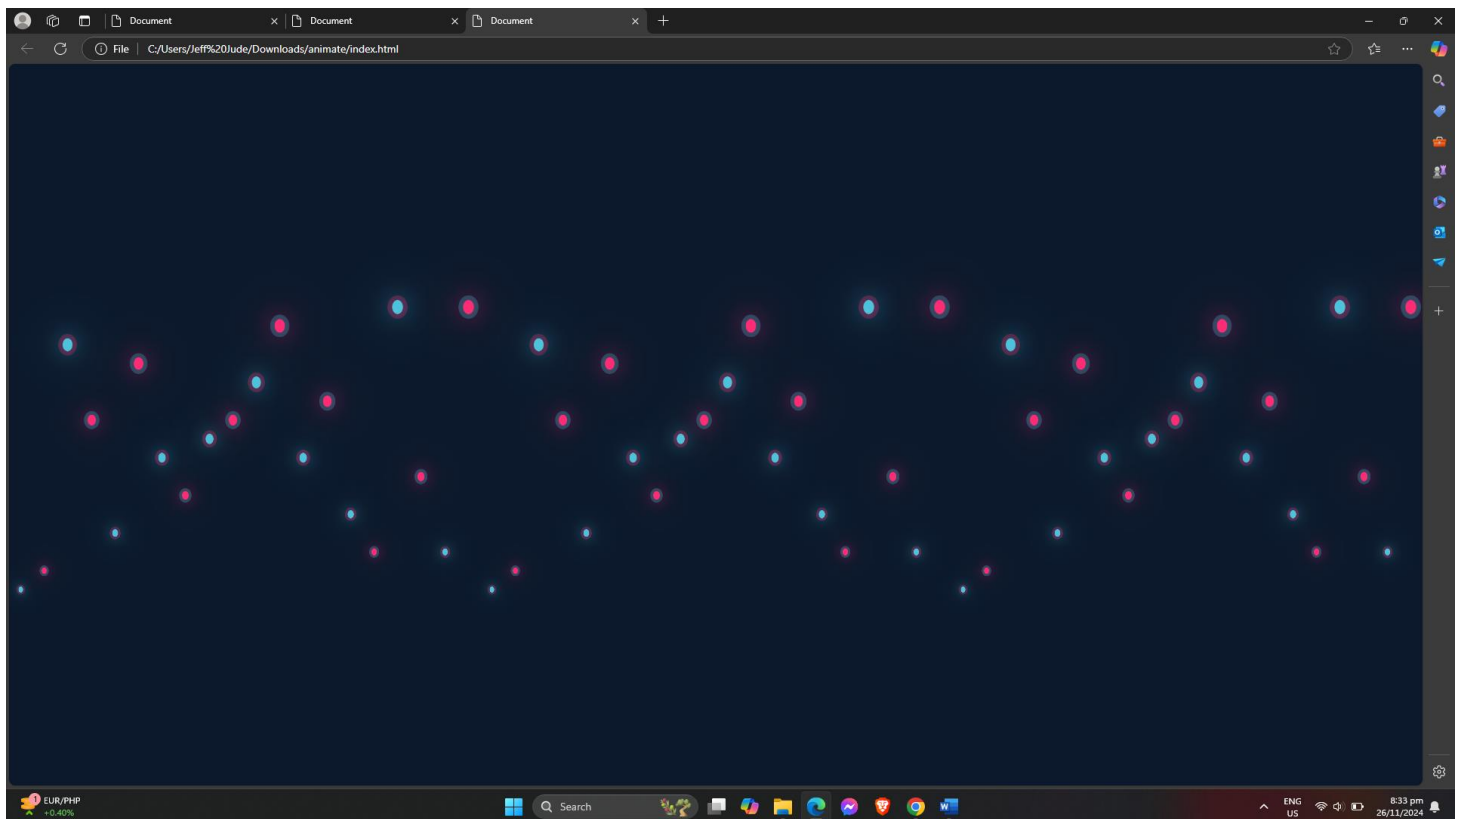 Document
Document
Document
File
C:/Users/Jeff%20Jude/Downloads/animate/index.html
1
EUR/PHP
+0.40%
Search
ENG
US
8:33 pm
26/11/2024